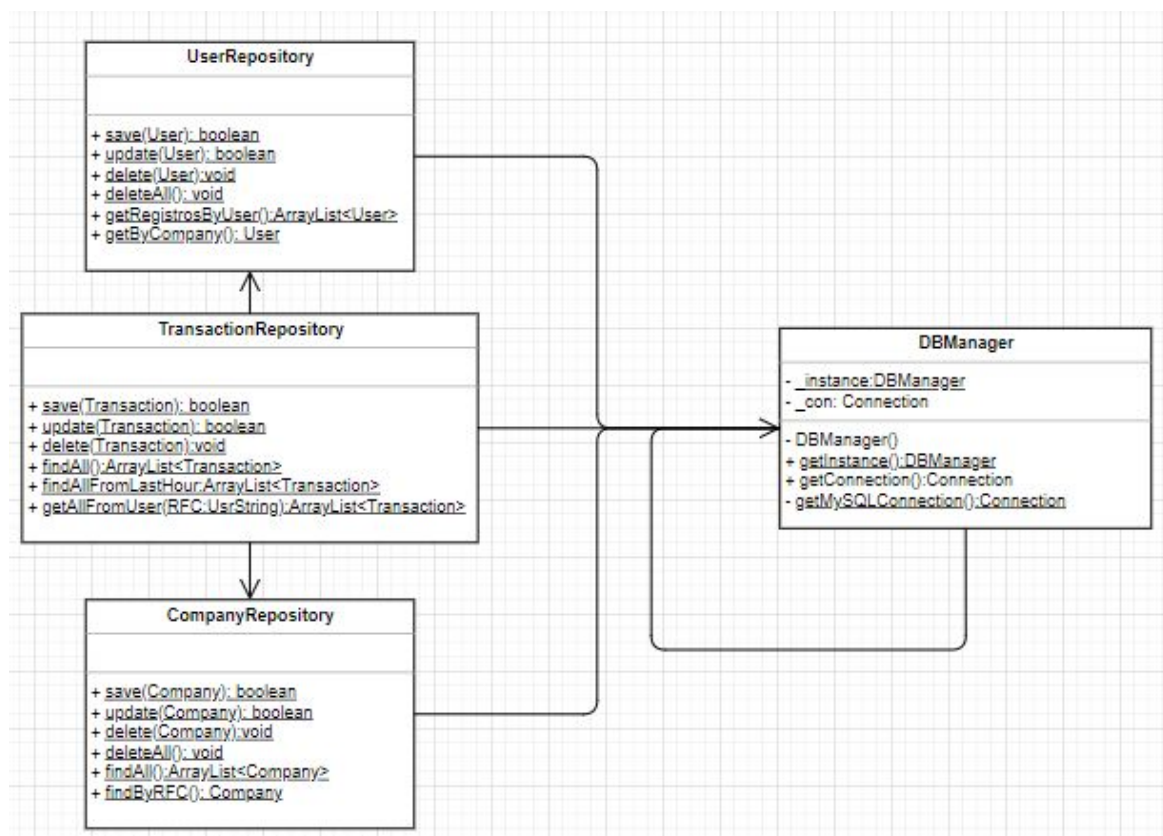 UserRepository
+ save(User): boolean
+ update(User): boolean
+ delete(User):void
+ deleteAll(): void
+ getRegistrosByUser():ArrayList<User>
+ getByCompany(): User
TransactionRepository
+ save(Transaction): boolean
+ update(Transaction): boolean
+ delete(Transaction):void
+ findAll():ArrayList<Transaction>
+ findAllFromLastHour:ArrayList<Transaction>
+ getAllFromUser(RFC:UsrString):ArrayList<Transaction>
DBManager
- _instance:DBManager
- _con: Connection
- DBManager()
+ getInstance():DBManager
+ getConnection():Connection
- getMySQLConnection():Connection
CompanyRepository
+ save(Company): boolean
+ update(Company): boolean
+ delete(Company):void
+ deleteAll(): void
+ findAll():ArrayList<Company>
+ findByRFC(): Company